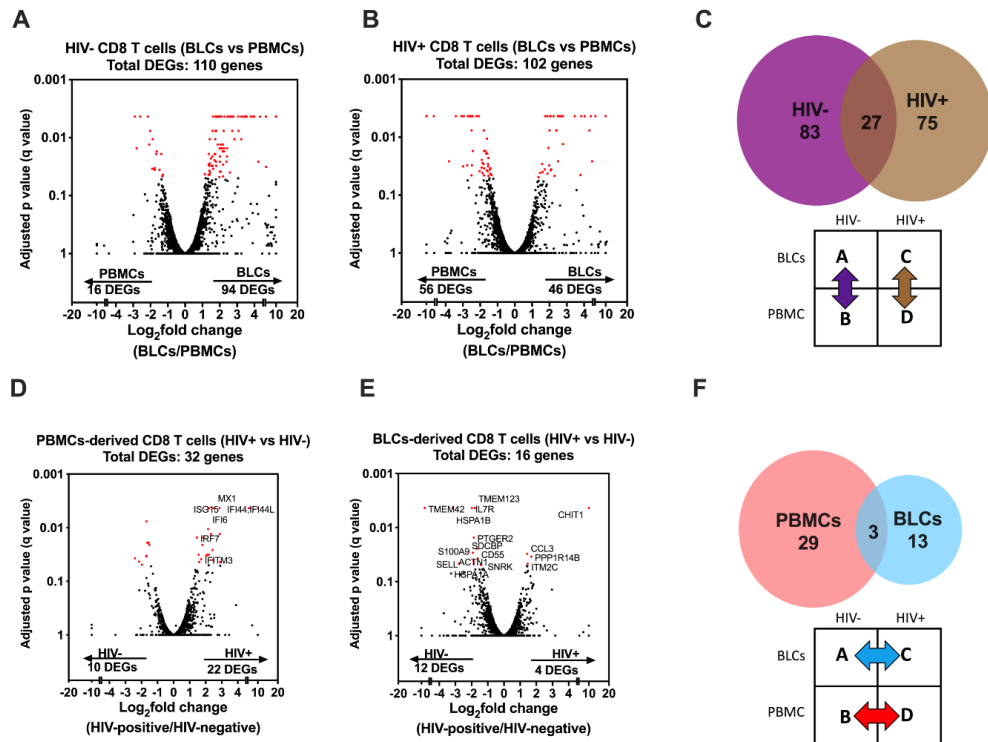 A
HIV- CD8 T cells (BLCs vs PBMCs)
Total DEGs: 110 genes
Adjusted p value (q value)
0.001
0.01
0.1
1
PBMCs
16 DEGs
BLCs
94 DEGs
-20 -10 -4 -3 -2 -1 0 1 2 3 4 10 20
Log2fold change
(BLCs/PBMCs)
B
HIV+ CD8 T cells (BLCs vs PBMCs)
Total DEGs: 102 genes
Adjusted p value (q value)
0.001
0.01
0.1
1
PBMCs
56 DEGs
BLCs
46 DEGs
-20 -10 -4 -3 -2 -1 0 1 2 3 4 10 20
Log2fold change
(BLCs/PBMCs)
C
HIV-
83
27
HIV+
75
HIV- HIV+
BLCs A C
PBMC B D
D
PBMCs-derived CD8 T cells (HIV+ vs HIV-)
Total DEGs: 32 genes
Adjusted p value (q value)
0.001
0.01
0.1
1
MX1
ISG15 IFI44 IFI44L
IFI6
IRF7
IFITM3
HIV-
10 DEGs
HIV+
22 DEGs
-20 -10 -4 -3 -2 -1 0 1 2 3 4 10 20
Log2fold change
(HIV-positive/HIV-negative)
E
BLCs-derived CD8 T cells (HIV+ vs HIV-)
Total DEGs: 16 genes
Adjusted p value (q value)
0.001
0.01
0.1
1
TMEM123
TMEM42 IL7R
CHIT1
HSPA1B
PTGER2
SDCBP
S100A9 CD55 CCL3
ACTN1 PPP1R14B
SELL SNRK ITM2C
HSPA1A
HIV-
12 DEGs
HIV+
4 DEGs
-20 -10 -4 -3 -2 -1 0 1 2 3 4 10 20
Log2fold change
(HIV-positive/HIV-negative)
F
PBMCs
29
3
BLCs
13
HIV- HIV+
BLCs A C
PBMC B D